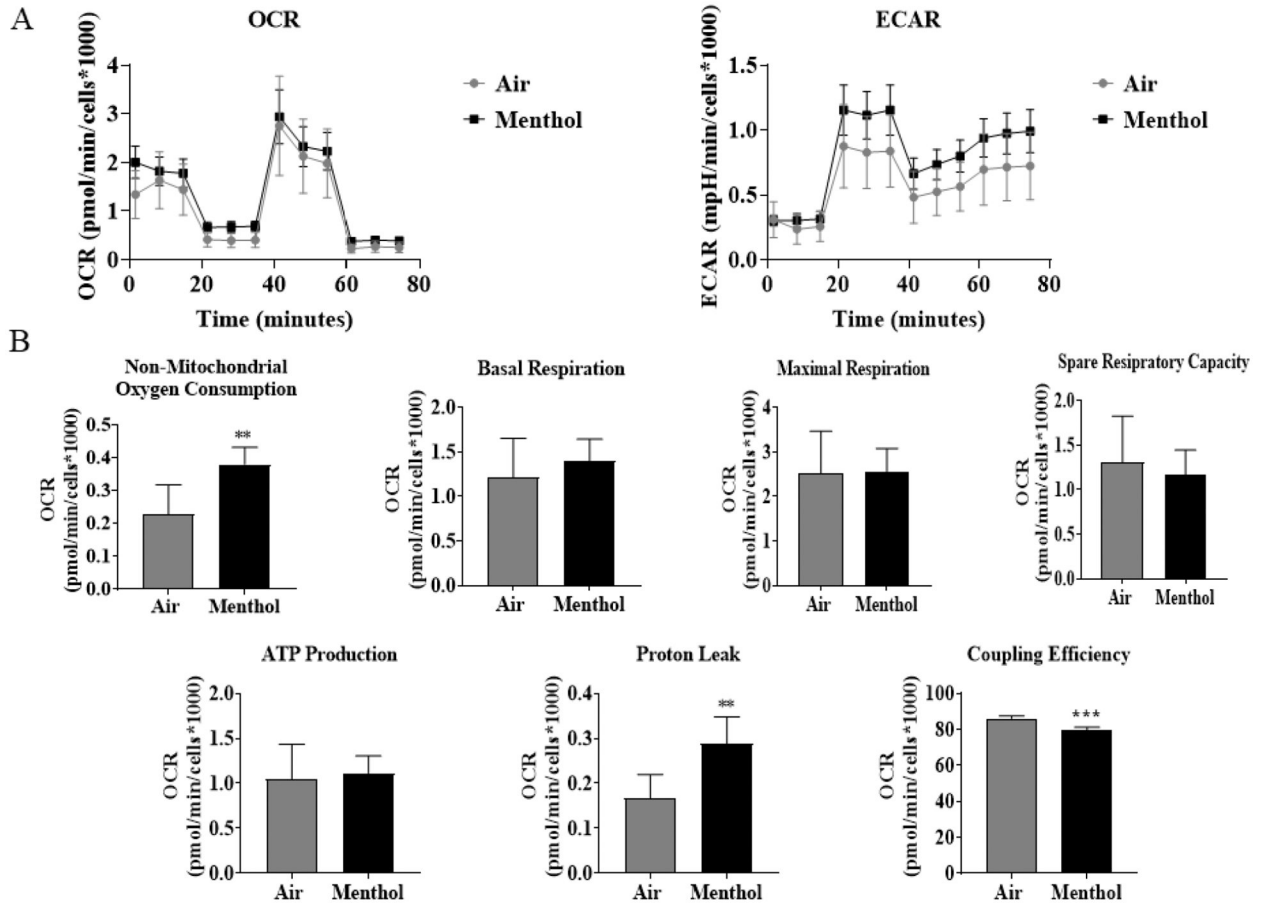 A
OCR
OCR (pmol/min/cells*1000)
4
3
2
1
0
0 20 40 60 80
Time (minutes)
Air
Menthol
ECAR
ECAR (mpH/min/cells*1000)
1.5
1.0
0.5
0.0
0 20 40 60 80
Time (minutes)
Air
Menthol
B
Non-Mitochondrial
Oxygen Consumption
OCR
(pmol/min/cells*1000)
0.5
0.4
0.3
0.2
0.1
0.0
**
Air Menthol
Basal Respiration
OCR
(pmol/min/cells*1000)
2.0
1.5
1.0
0.5
0.0
Air Menthol
Maximal Respiration
OCR
(pmol/min/cells*1000)
4
3
2
1
0
Air Menthol
Spare Resipratory Capacity
OCR
(pmol/min/cells*1000)
2.0
1.5
1.0
0.5
0.0
Air Menthol
ATP Production
OCR
(pmol/min/cells*1000)
2.0
1.5
1.0
0.5
0.0
Air Menthol
Proton Leak
OCR
(pmol/min/cells*1000)
0.4
0.3
0.2
0.1
0.0
**
Air Menthol
Coupling Efficiency
OCR
(pmol/min/cells*1000)
100
80
60
40
20
0
***
Air Menthol